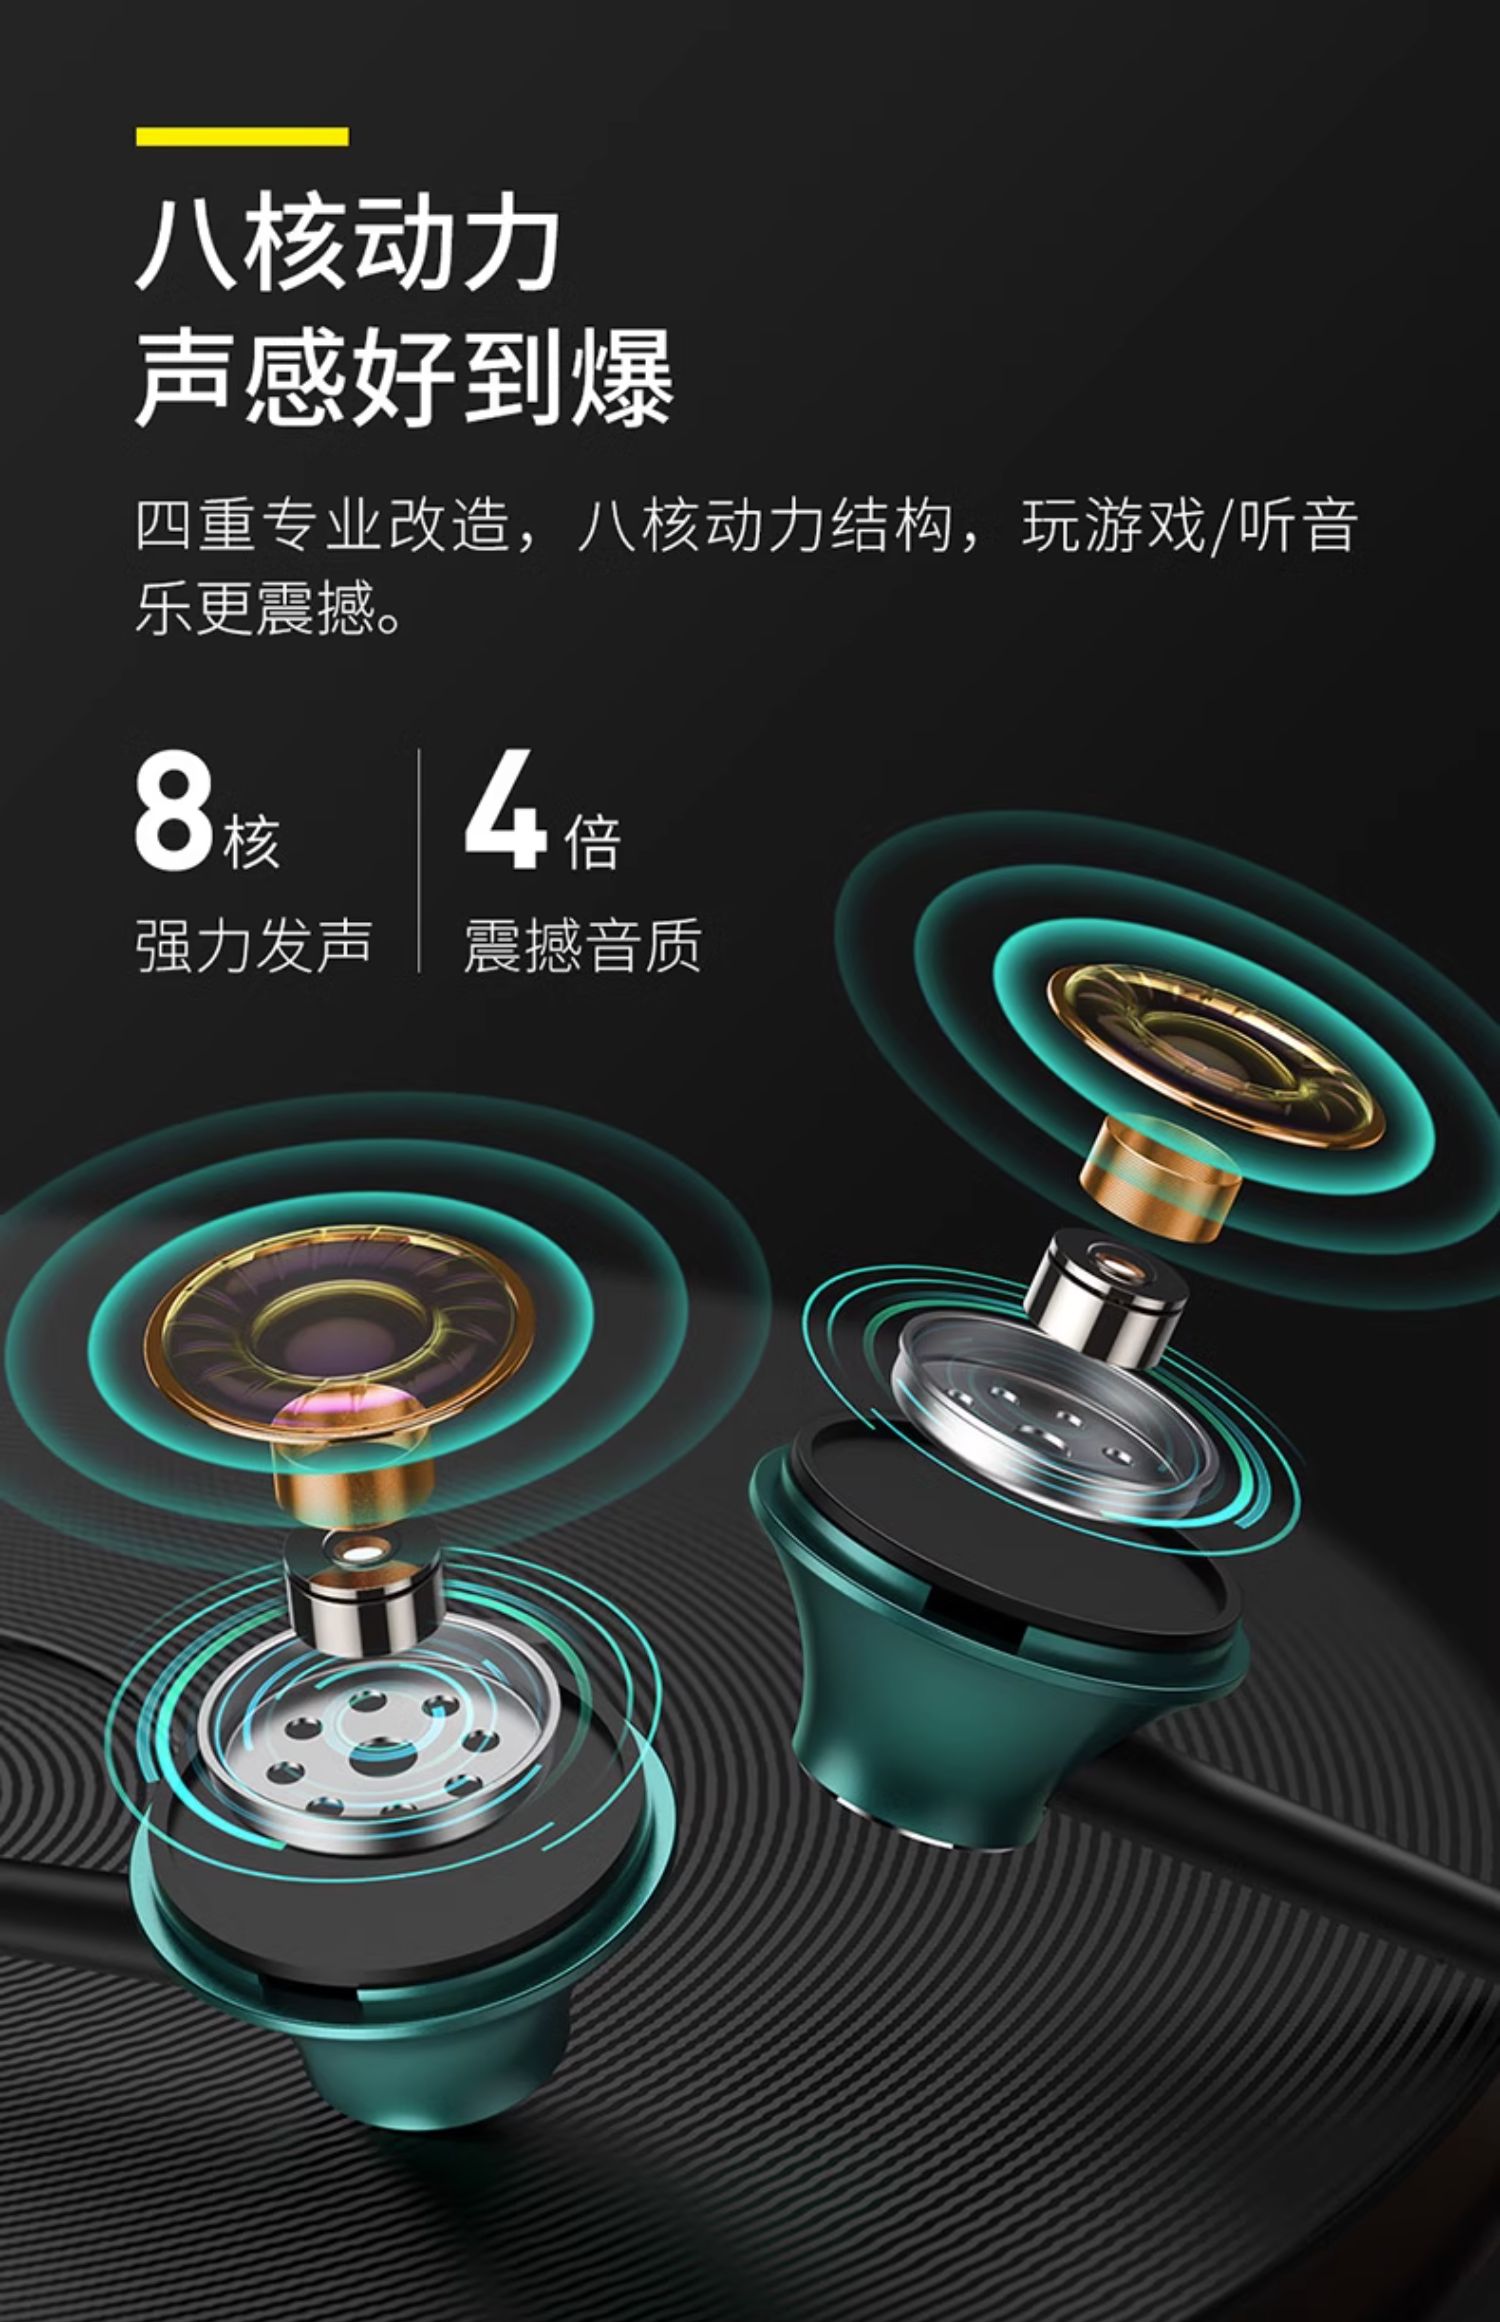 八核动力
声感好到爆
四重专业改造，八核动力结构，玩游戏/听音
乐更震撼。
8核
强力发声
4倍
震撼音质